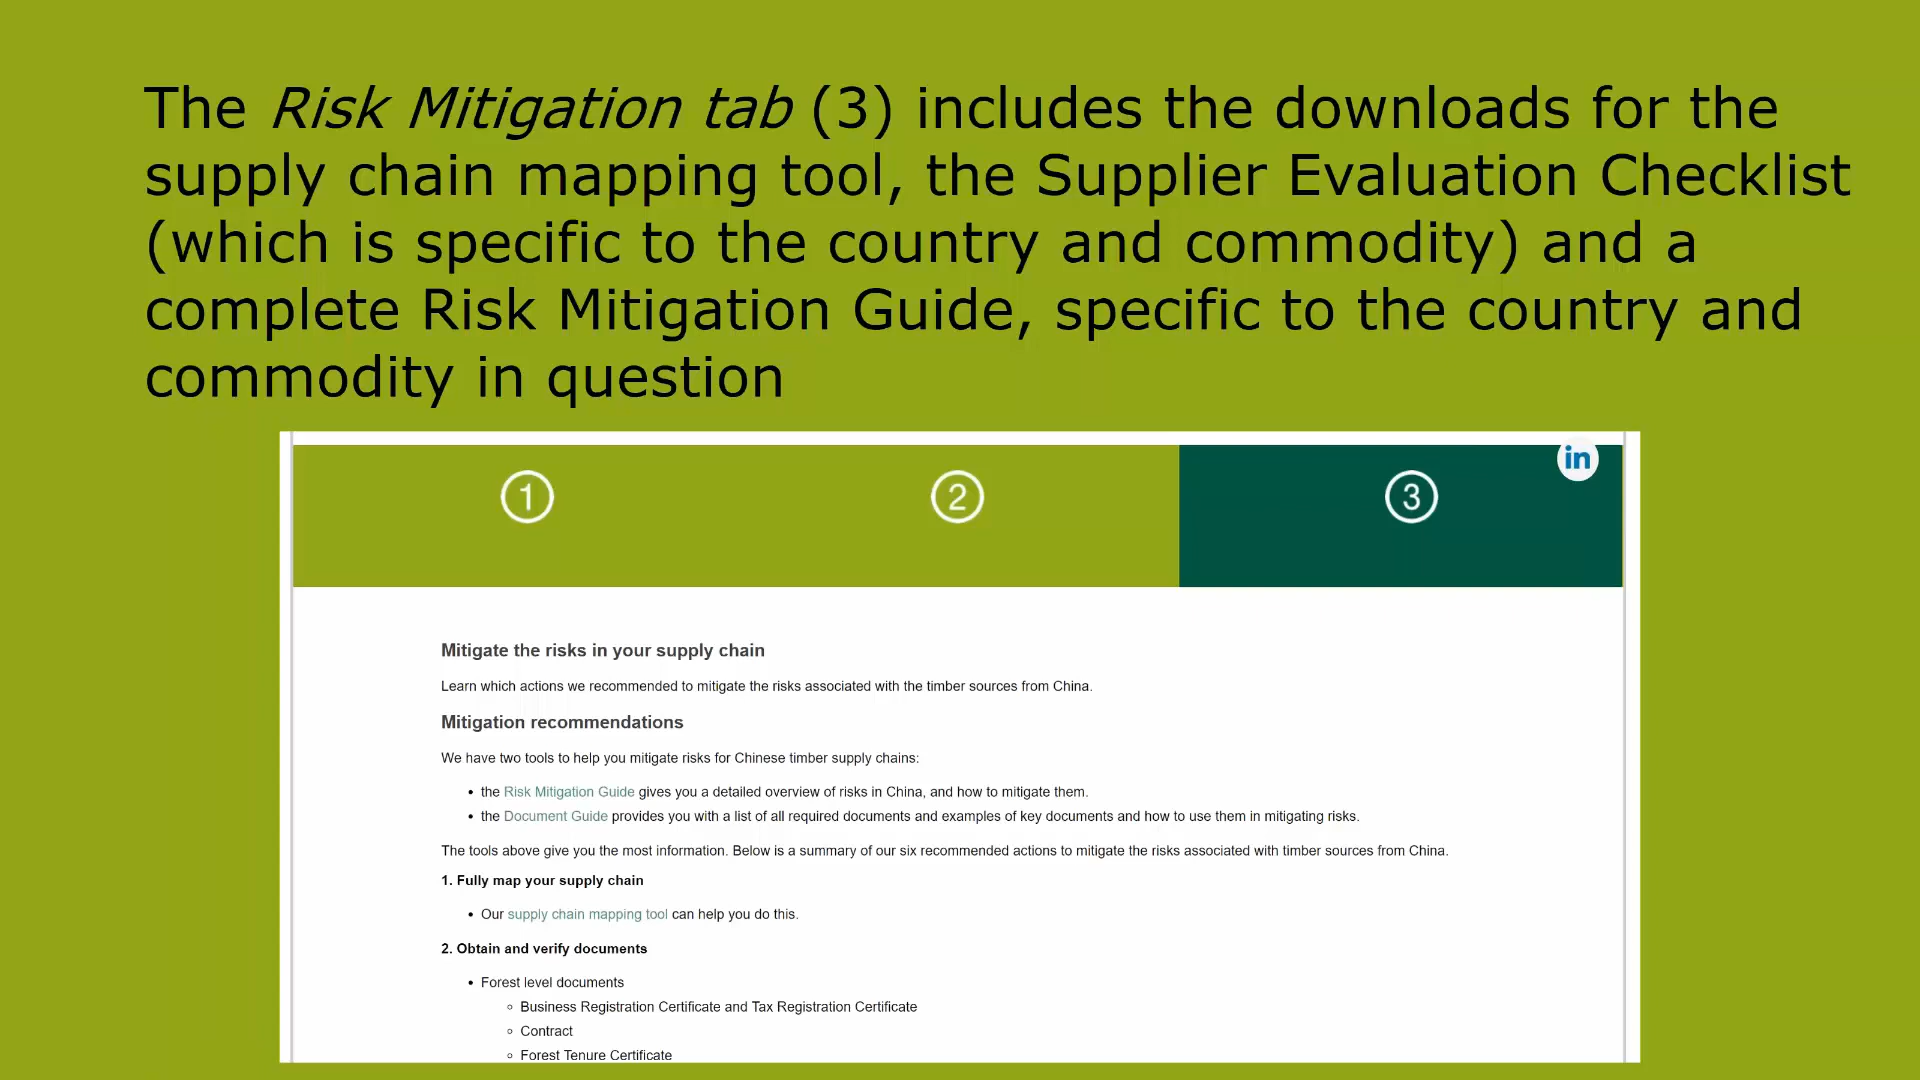 The Risk Mitigation tab (3) includes the downloads for the
supply chain mapping tool, the Supplier Evaluation Checklist
(which is specific to the country and commodity) and a
complete Risk Mitigation Guide, specific to the country and
commodity in question
in
1 2 3
Mitigate the risks in your supply chain
Learn which actions we recommended to mitigate the risks associated with the timber sources from China.
Mitigation recommendations
We have two tools to help you mitigate risks for Chinese timber supply chains:
• the Risk Mitigation Guide gives you a detailed overview of risks in China, and how to mitigate them.
• the Document Guide provides you with a list of all required documents and examples of key documents and how to use them in mitigating risks.
The tools above give you the most information. Below is a summary of our six recommended actions to mitigate the risks associated with timber sources from China.
1. Fully map your supply chain
• Our supply chain mapping tool can help you do this.
2. Obtain and verify documents
• Forest level documents
◦ Business Registration Certificate and Tax Registration Certificate
◦ Contract
◦ Forest Tenure Certificate